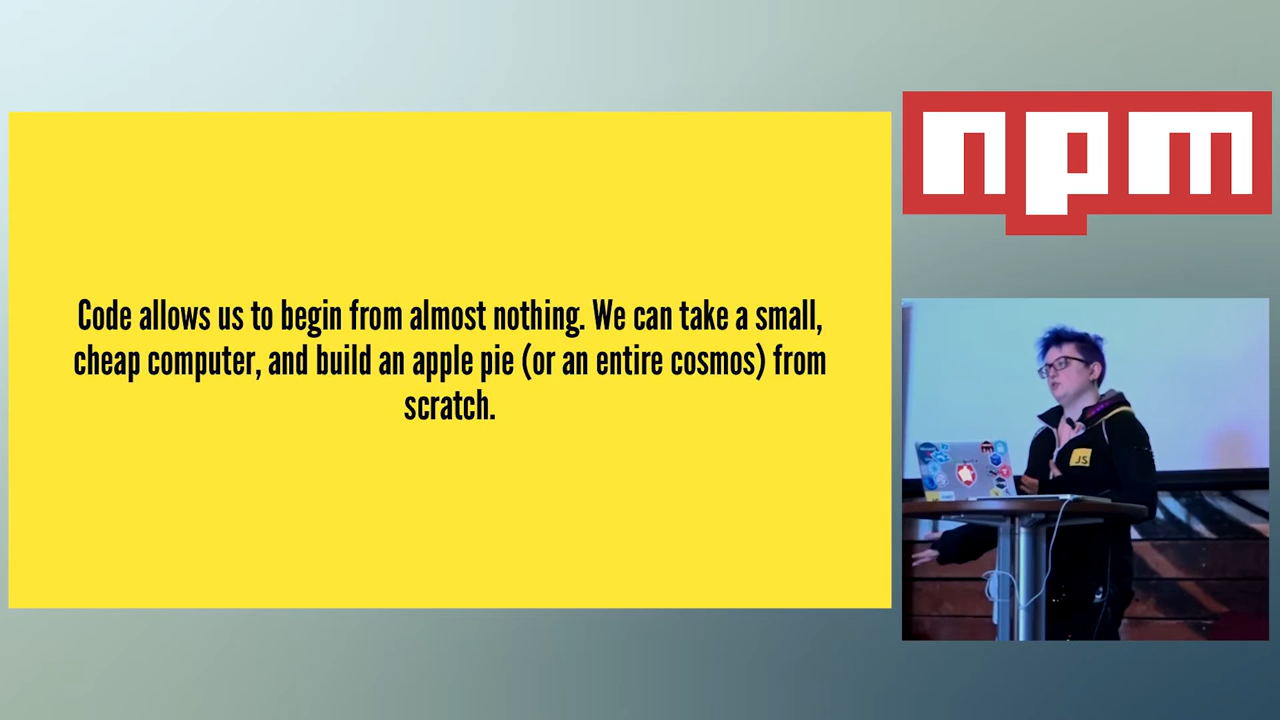 Code allows us to begin from almost nothing. We can take a small,
cheap computer, and build an apple pie (or an entire cosmos) from
scratch.
npm
JS